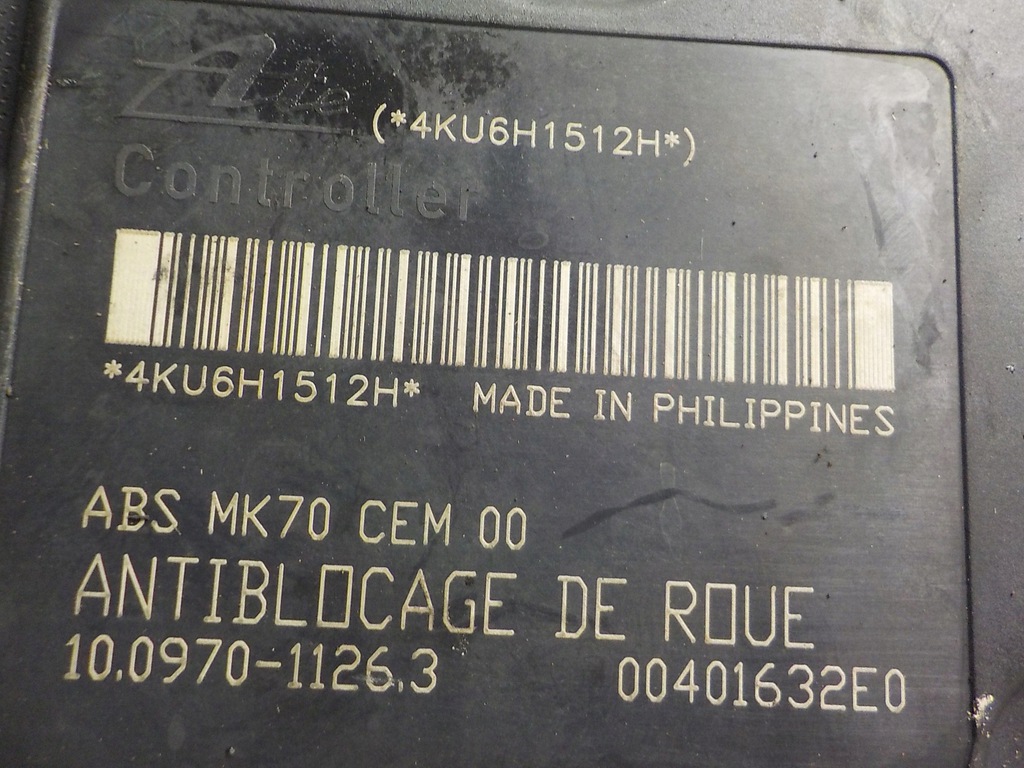 Ate
(*4KU6H1512H*)
Controller
*4KU6H1512H* MADE IN PHILIPPINES
ABS MK70 CEM 00
ANTIBLOCAGE DE ROUE
10.0970-1126.3 00401632E0